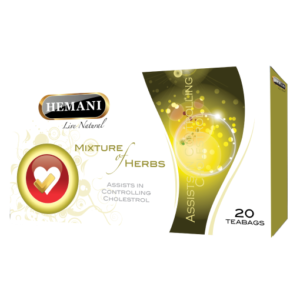 HEMANI
Live Natural
MIXTURE
of HERBS
ASSISTS IN
CONTROLLING
CHOLESTROL
20
TEABAGS